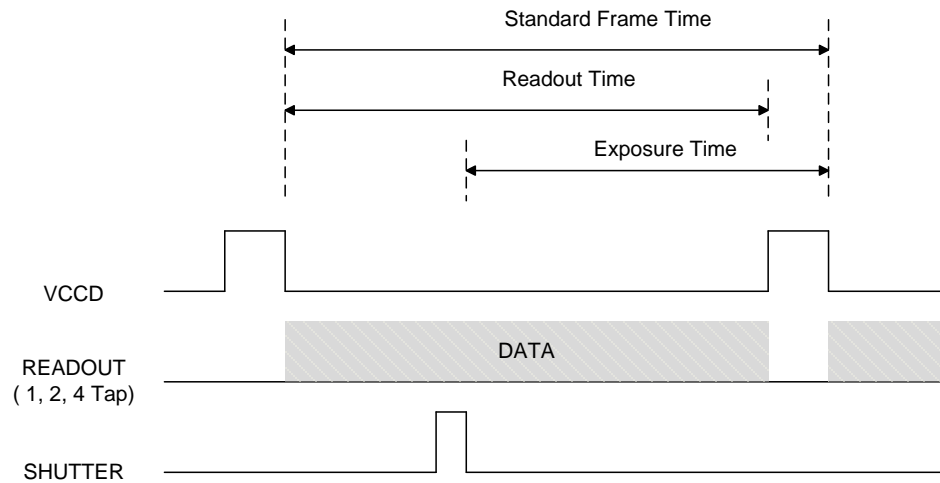 Standard Frame Time
Readout Time
Exposure Time
VCCD
DATA
READOUT
( 1, 2, 4 Tap)
SHUTTER